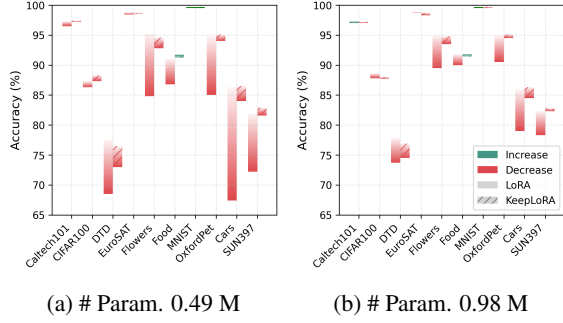 100
95
90
85
80
75
70
65
Accuracy (%)
Caltech101
CIFAR100
DTD
EuroSAT
Flowers
Food
MNIST
OxfordPet
Cars
SUN397
(a) # Param. 0.49 M
100
95
90
85
80
75
70
65
Accuracy (%)
Increase
Decrease
LoRA
KeepLoRA
Caltech101
CIFAR100
DTD
EuroSAT
Flowers
Food
MNIST
OxfordPet
Cars
SUN397
(b) # Param. 0.98 M